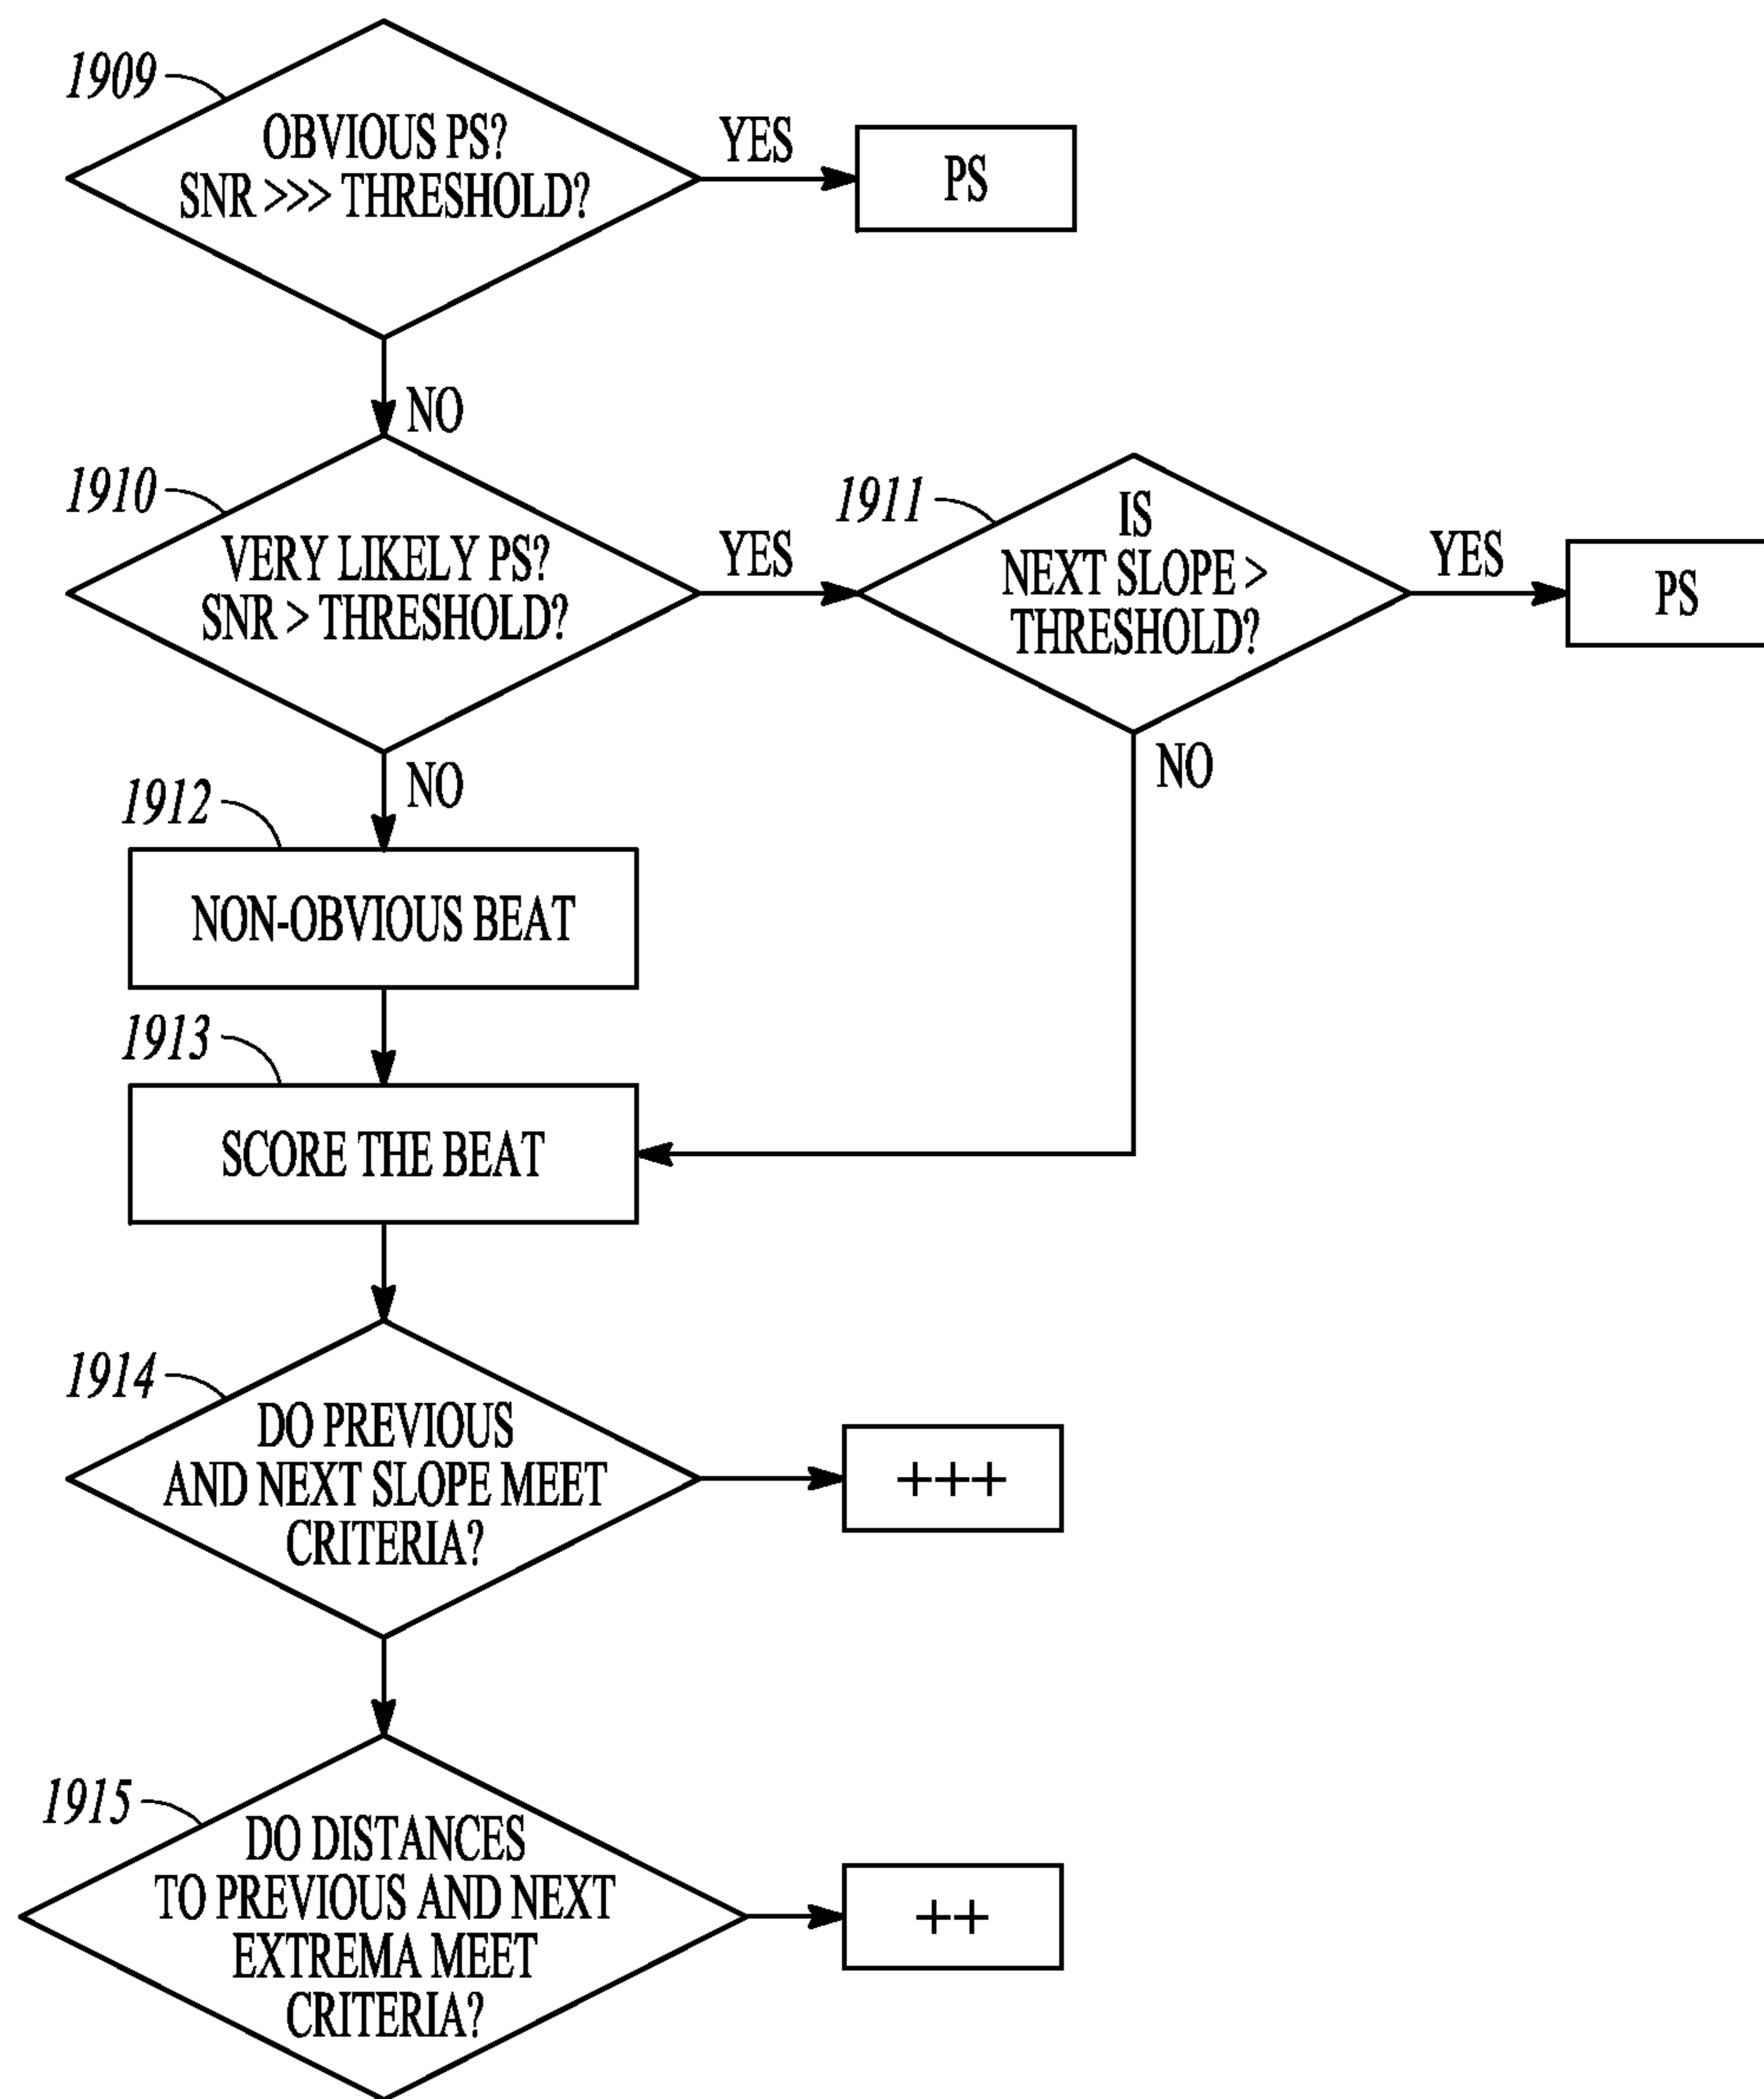 1909
OBVIOUS PS?
SNR >>> THRESHOLD?
YES
PS
NO
1910
VERY LIKELY PS?
SNR > THRESHOLD?
YES
1911
IS
NEXT SLOPE >
THRESHOLD?
YES
PS
NO
NO
1912
NON-OBVIOUS BEAT
1913
SCORE THE BEAT
1914
DO PREVIOUS
AND NEXT SLOPE MEET
CRITERIA?
+++
1915
DO DISTANCES
TO PREVIOUS AND NEXT
EXTREMA MEET
CRITERIA?
++